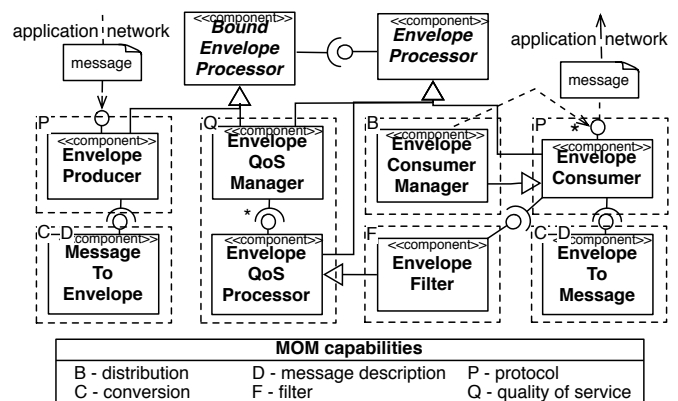 <<component>>
Bound
Envelope
Processor
<<component>>
Envelope
Processor
application network
message
application network
message
P
<<component>>
Envelope
Producer
Q
<<component>>
Envelope
QoS
Manager
B
<<component>>
Envelope
Consumer
Manager
P
*
<<component>>
Envelope
Consumer
C D
<<component>>
Message
To
Envelope
*
<<component>>
Envelope
QoS
Processor
F
<<component>>
Envelope
Filter
C D
<<component>>
Envelope
To
Message
MOM capabilities
B - distribution D - message description P - protocol
C - conversion F - filter Q - quality of service